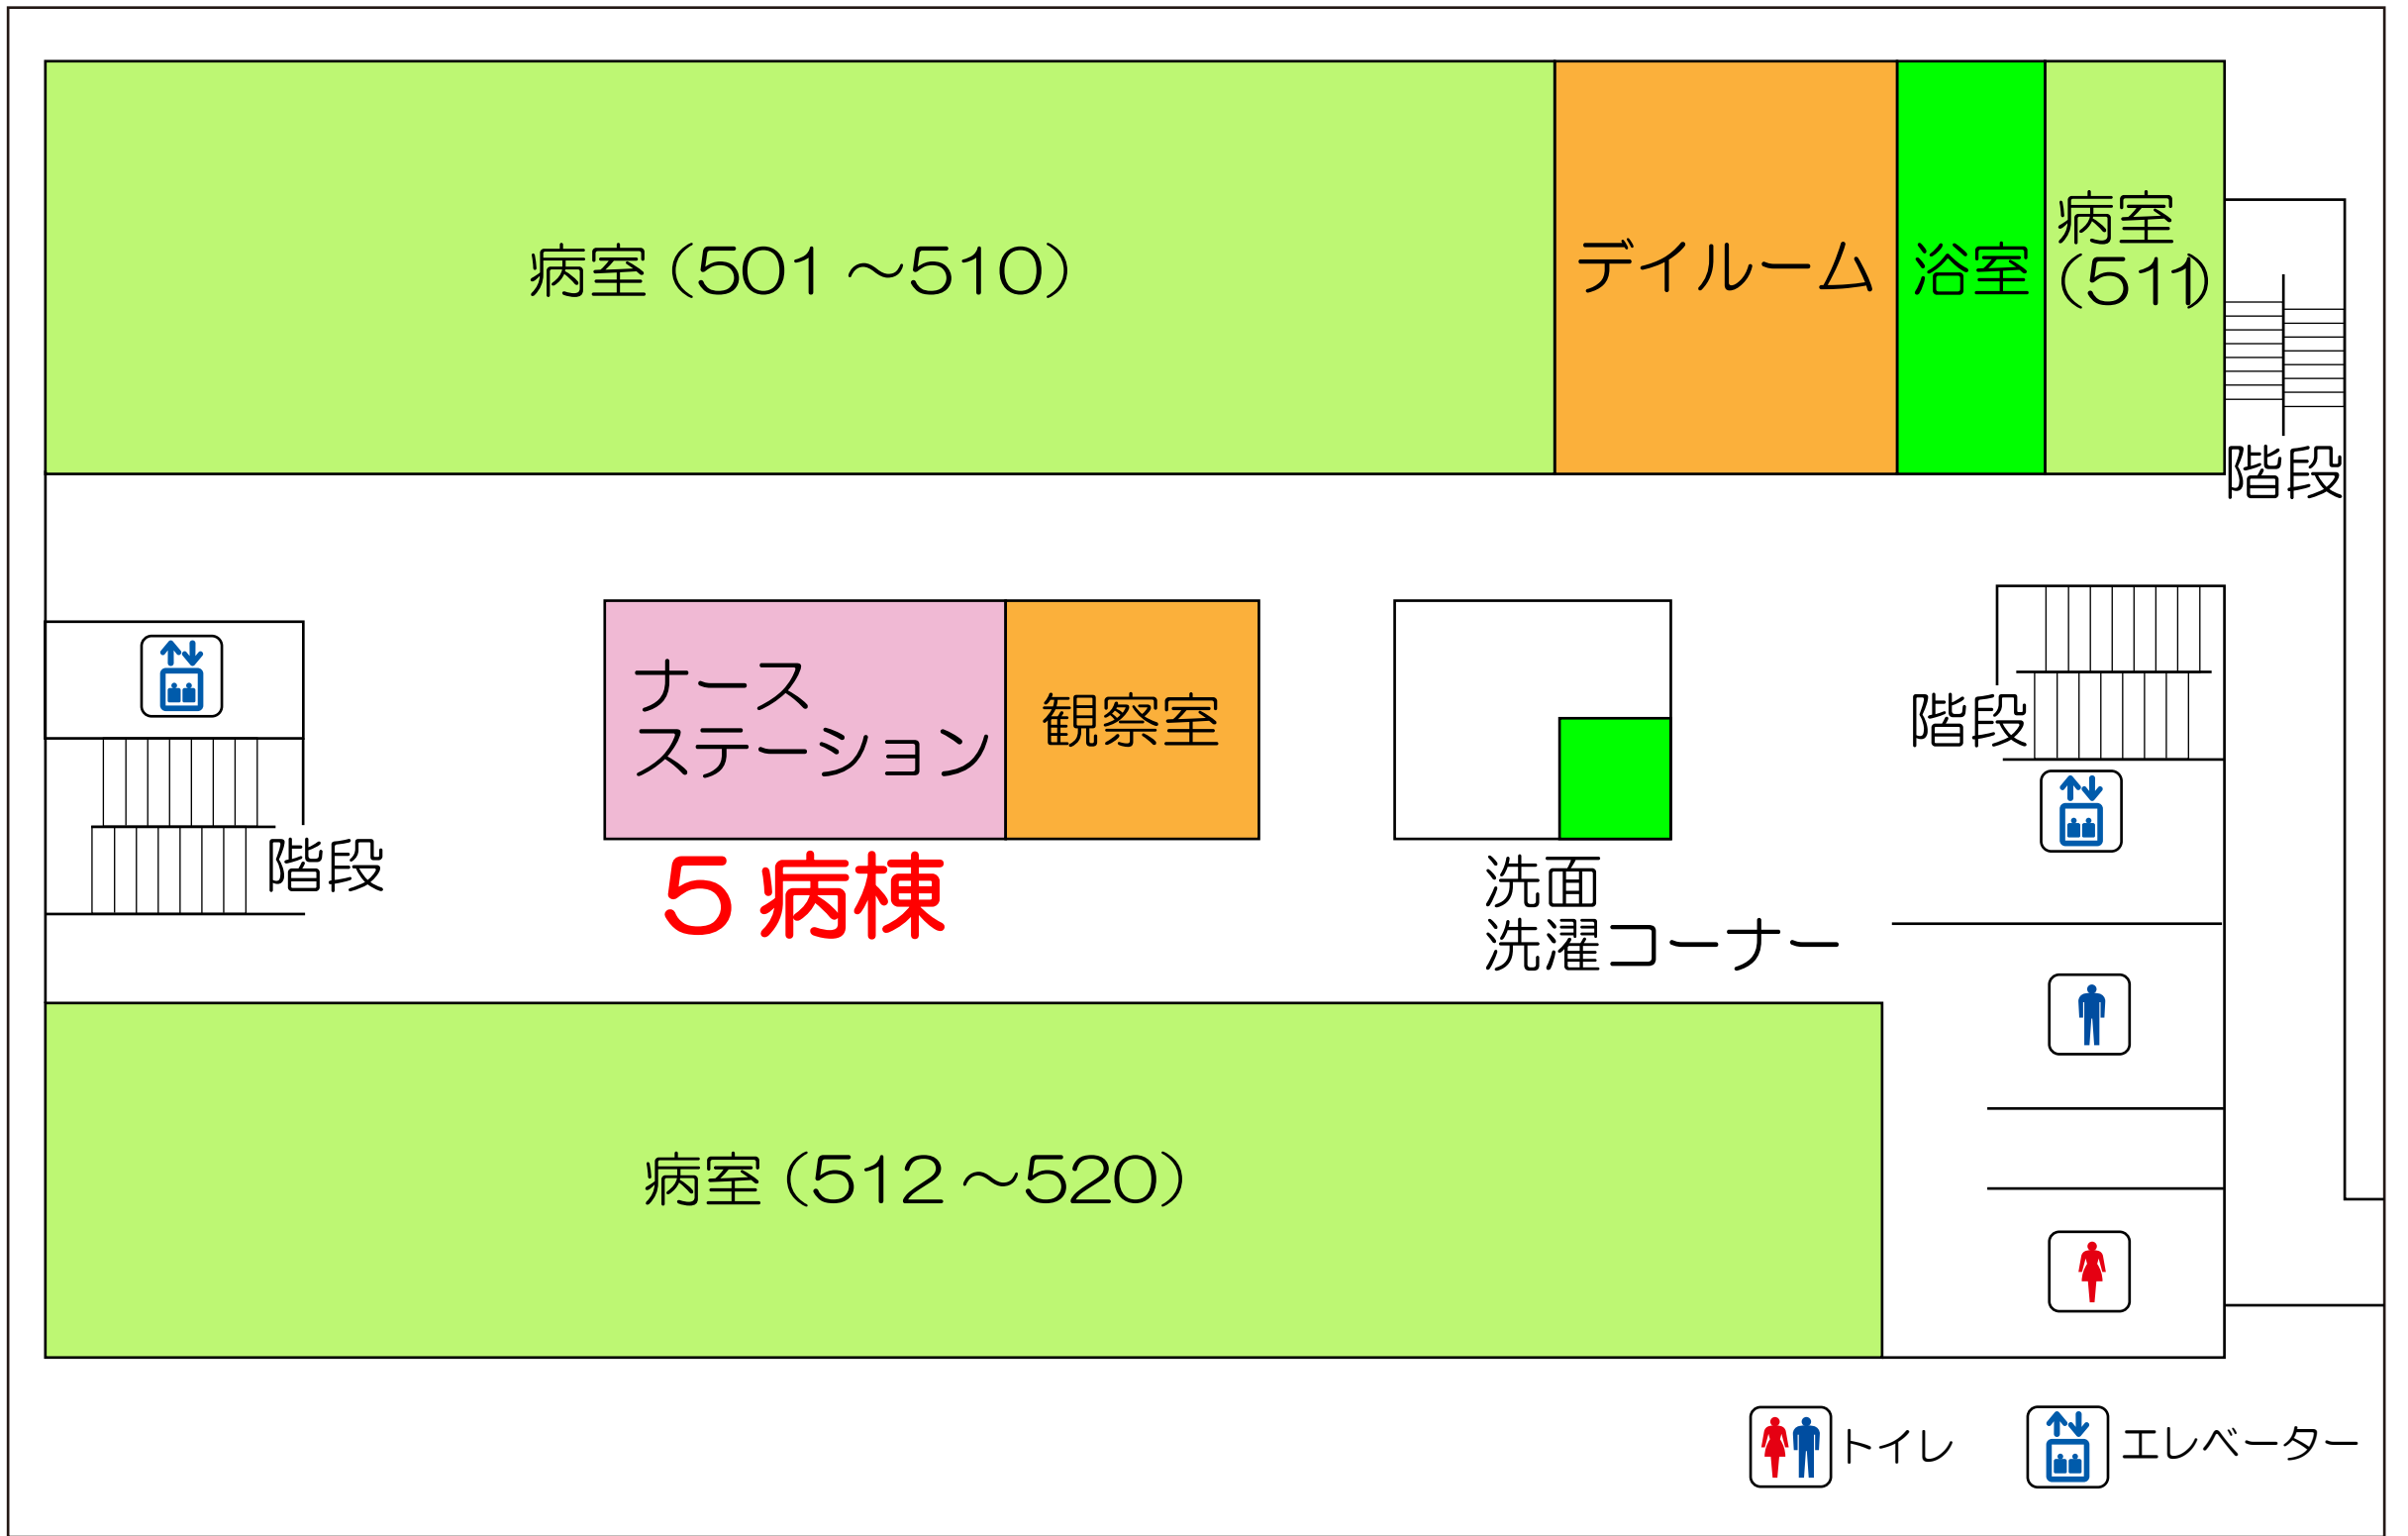 病室(501～510)
デイルーム
浴室
病室
(511)
階段
ナース
ステーション
観察室
階段
階段
5病棟
洗面
洗濯コーナー
病室(512～520)
トイレ
エレベーター